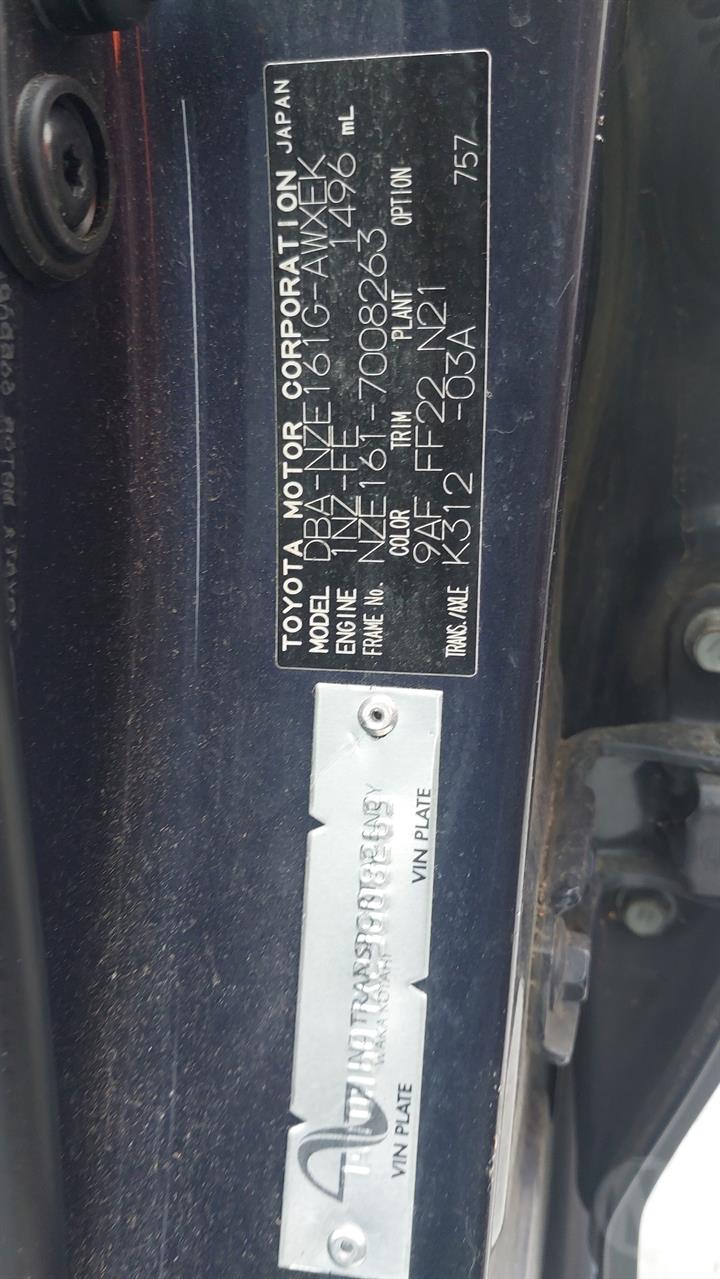 TOYOTA MOTOR CORPORATION JAPAN
MODEL DBA-NZE161G-AWXEK
ENGINE 1NZ-FE 1496 mL
FRAME No. NZE161-7008263
COLOR TRIM PLANT OPTION
9AF FF22 N21
TRANS./AXLE K312 -03A 757
TRANSPORT
VIN PLATE VIN PLATE